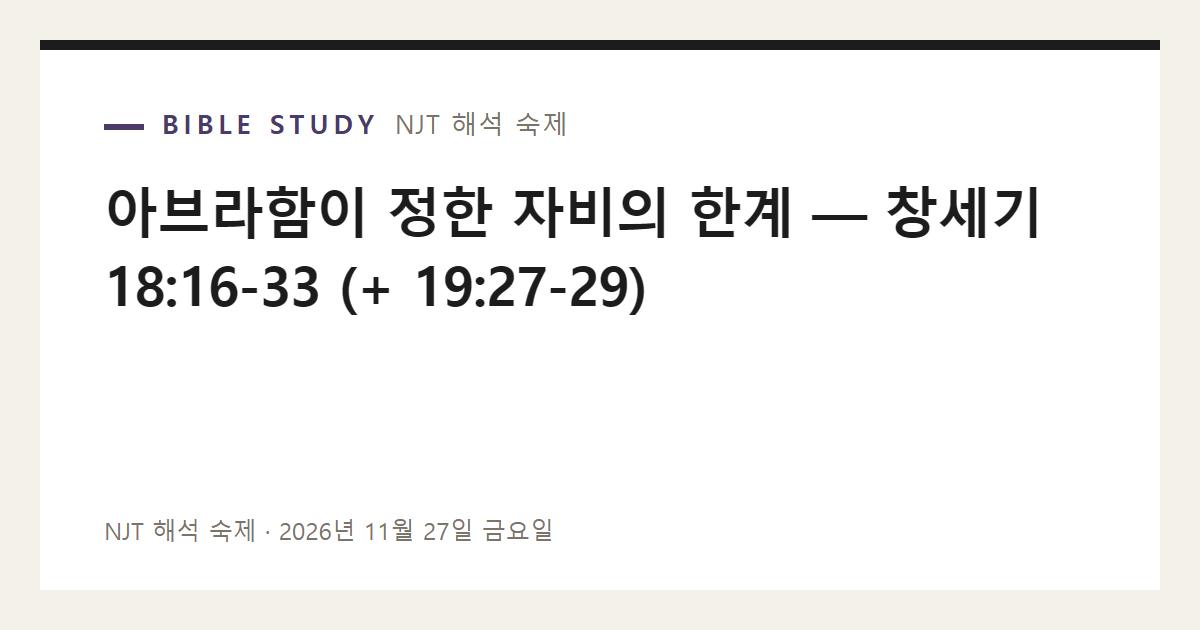 BIBLE STUDY NJT 해석 숙제
아브라함이 정한 자비의 한계 — 창세기
18:16-33 (+ 19:27-29)
NJT 해석 숙제 · 2026년 11월 27일 금요일